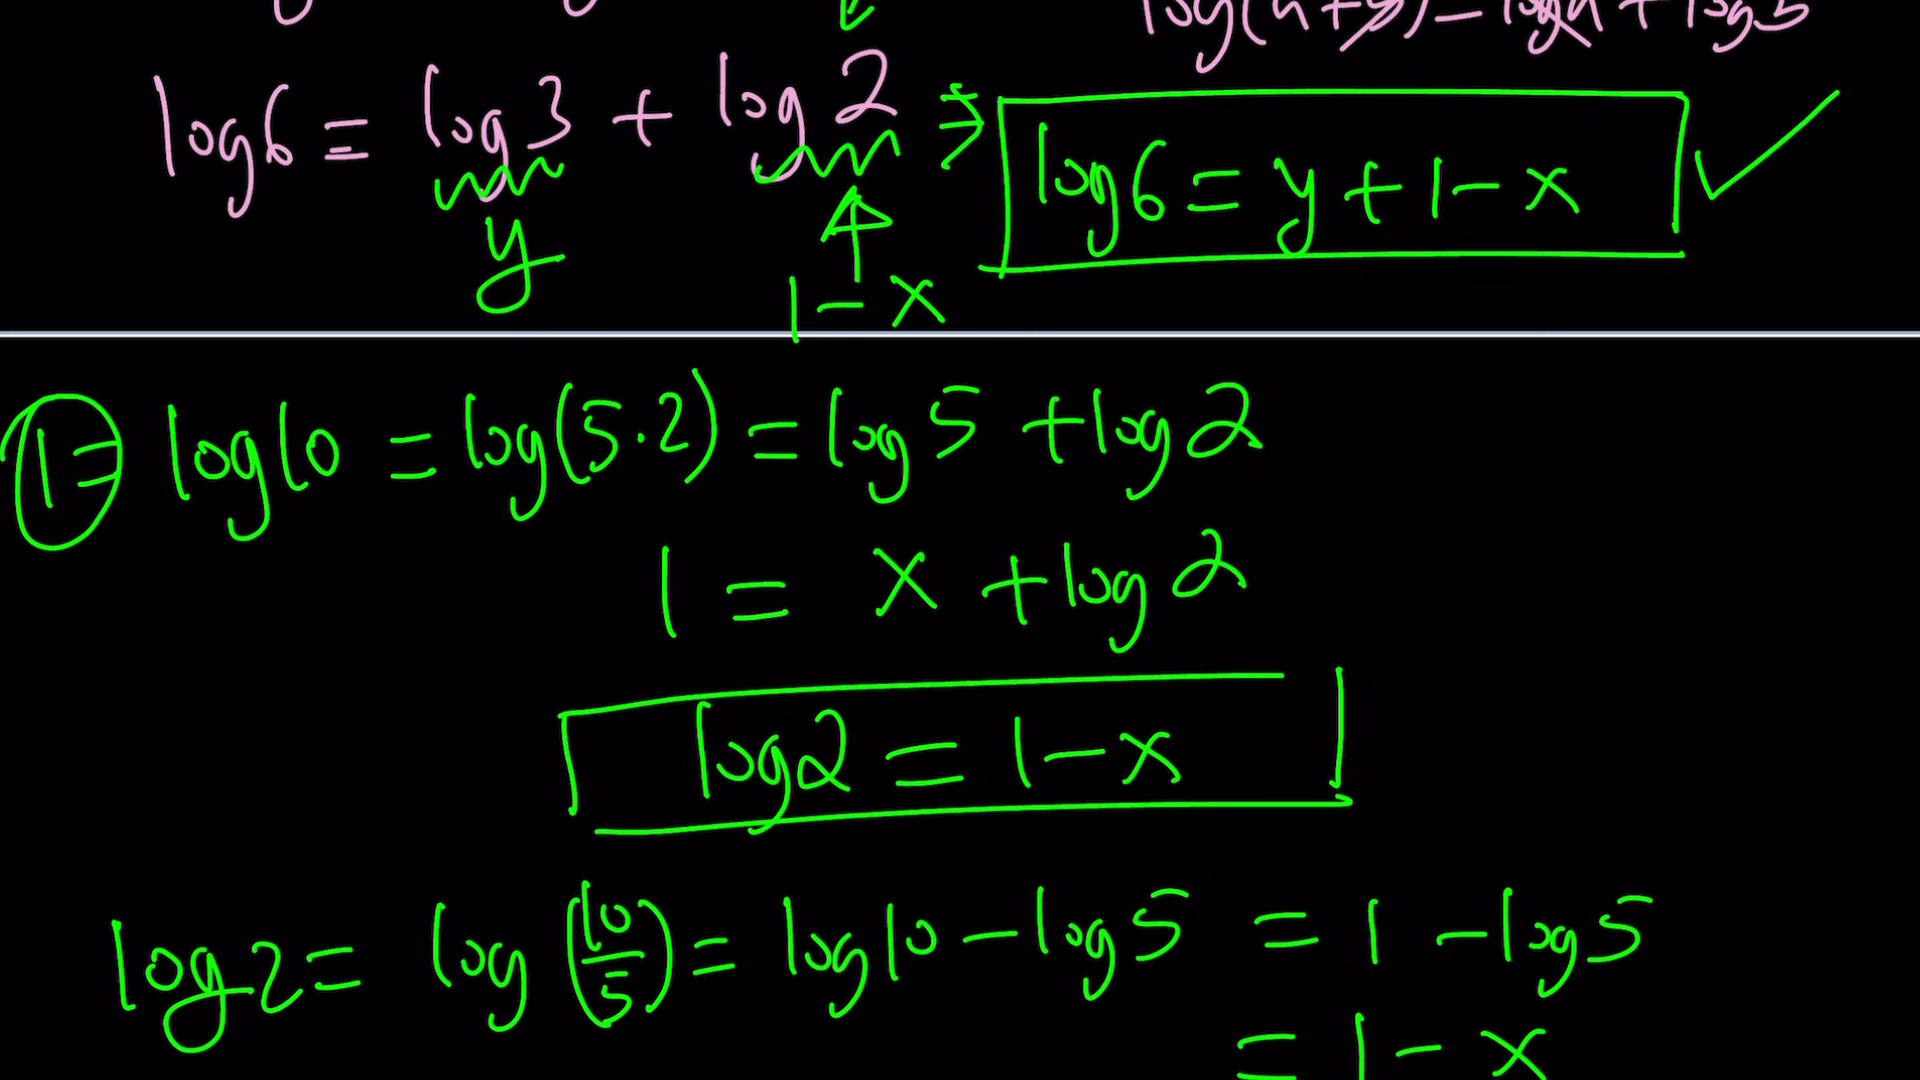 log6 = log3 + log2 ⇒ log6 = y + 1 - x ✓
y
1 - x
1 = log10 = log(5·2) = log5 + log2
1 = x + log2
log2 = 1 - x
log2 = log(10/5) = log10 - log5 = 1 - log5
= 1 - x